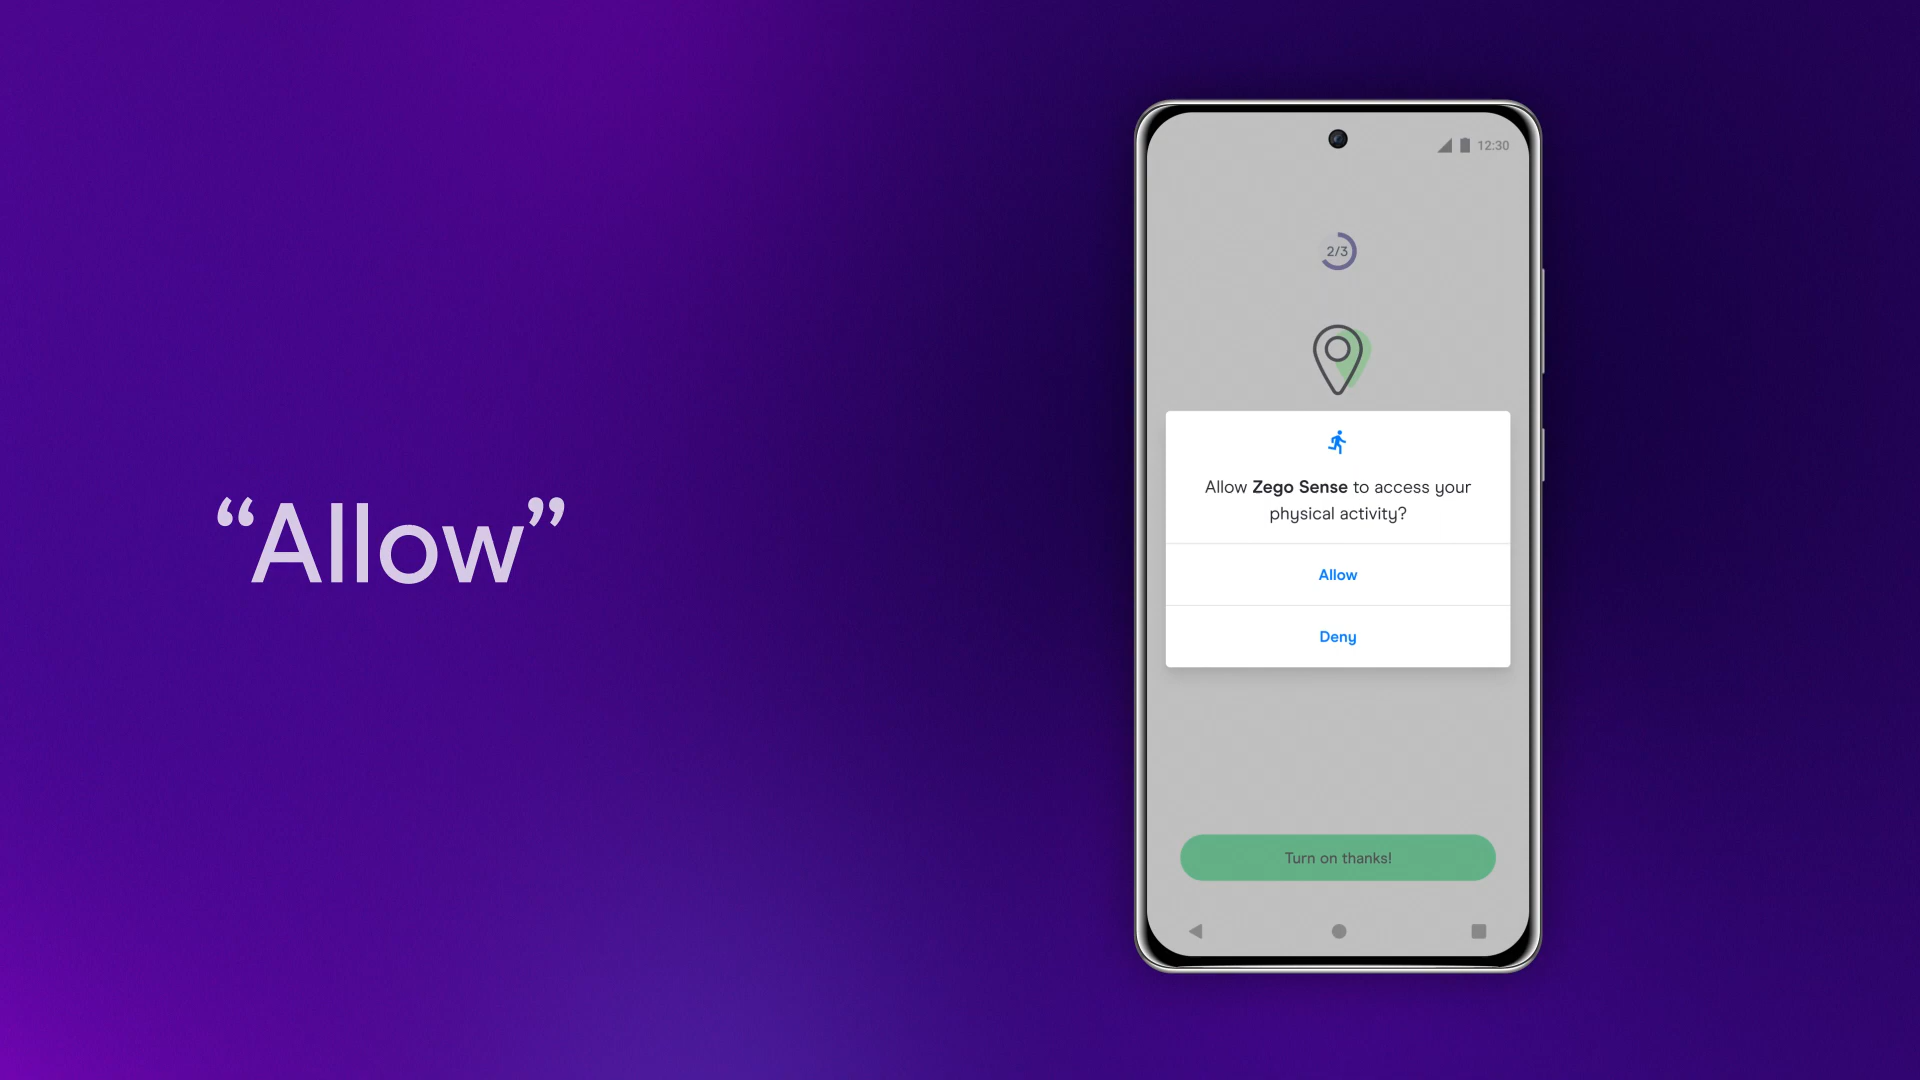 “Allow”
12:30
2/3
Allow Zego Sense to access your
physical activity?
Allow
Deny
Turn on thanks!